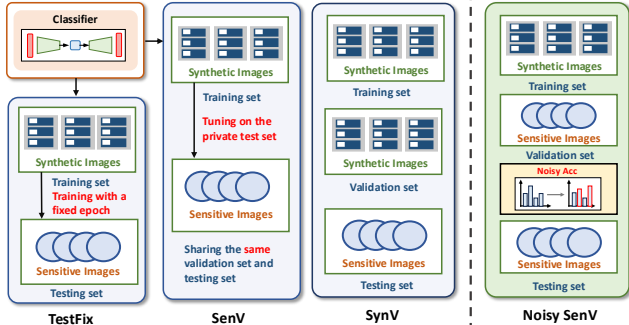 Classifier
Synthetic Images
Training set
Training with a
fixed epoch
Sensitive Images
Testing set
TestFix
Synthetic Images
Training set
Tuning on the
private test set
Sensitive Images
Sharing the same
validation set and
testing set
SenV
Synthetic Images
Training set
Synthetic Images
Validation set
Sensitive Images
Testing set
SynV
Synthetic Images
Training set
Sensitive Images
Validation set
Noisy Acc
Sensitive Images
Testing set
Noisy SenV